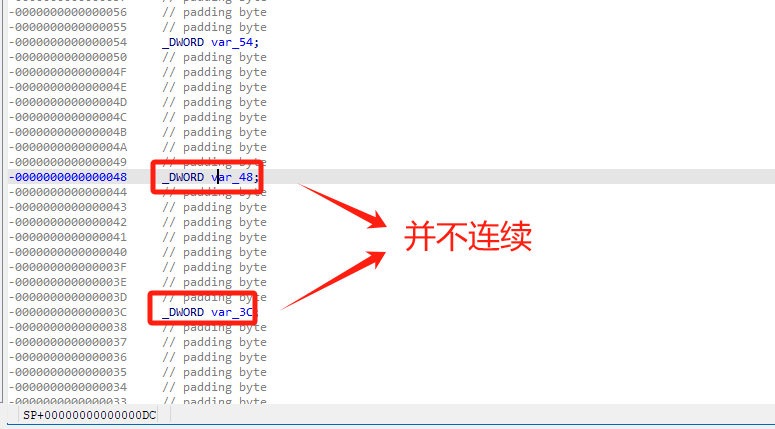 -0000000000000056 // padding byte
-0000000000000055 // padding byte
-0000000000000054 _DWORD var_54;
-0000000000000050 // padding byte
-000000000000004F // padding byte
-000000000000004E // padding byte
-000000000000004D // padding byte
-000000000000004C // padding byte
-000000000000004B // padding byte
-000000000000004A // padding byte
-0000000000000049 // padding byte
-0000000000000048 _DWORD var_48;
-0000000000000044 // padding byte
-0000000000000043 // padding byte
-0000000000000042 // padding byte
-0000000000000041 // padding byte
并不连续
-0000000000000040 // padding byte
-000000000000003F // padding byte
-000000000000003E // padding byte
-000000000000003D // padding byte
-000000000000003C _DWORD var_3C;
-0000000000000038 // padding byte
-0000000000000037 // padding byte
-0000000000000036 // padding byte
-0000000000000035 // padding byte
-0000000000000034 // padding byte
-0000000000000033 // padding byte
SP+00000000000000DC